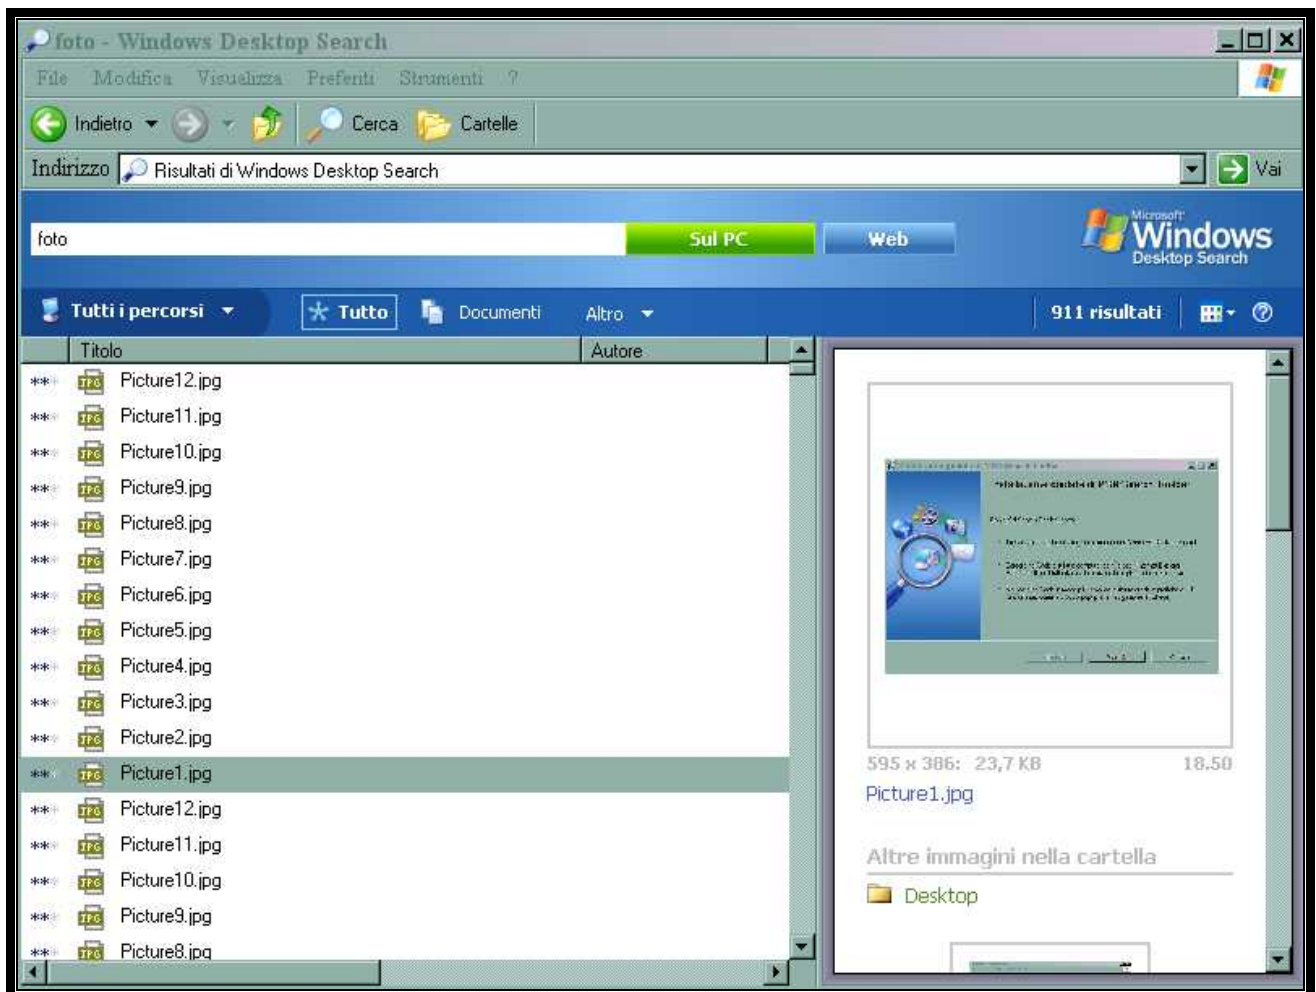 foto - Windows Desktop Search
File Modifica Visualizza Preferiti Strumenti ?
Indietro Cerca Cartelle
Indirizzo Risultati di Windows Desktop Search Vai
foto Sul PC Web
Microsoft
Windows
Desktop Search
Tutti i percorsi Tutto Documenti Altro 911 risultati
Titolo Autore
Picture12.jpg
Picture11.jpg
Picture10.jpg
Picture9.jpg
Picture8.jpg
Picture7.jpg
Picture6.jpg
Picture5.jpg
Picture4.jpg
Picture3.jpg
Picture2.jpg
Picture1.jpg
Picture12.jpg
Picture11.jpg
Picture10.jpg
Picture9.jpg
Picture8.jpg
595 x 386: 23,7 KB 18.50
Picture1.jpg
Altre immagini nella cartella
Desktop